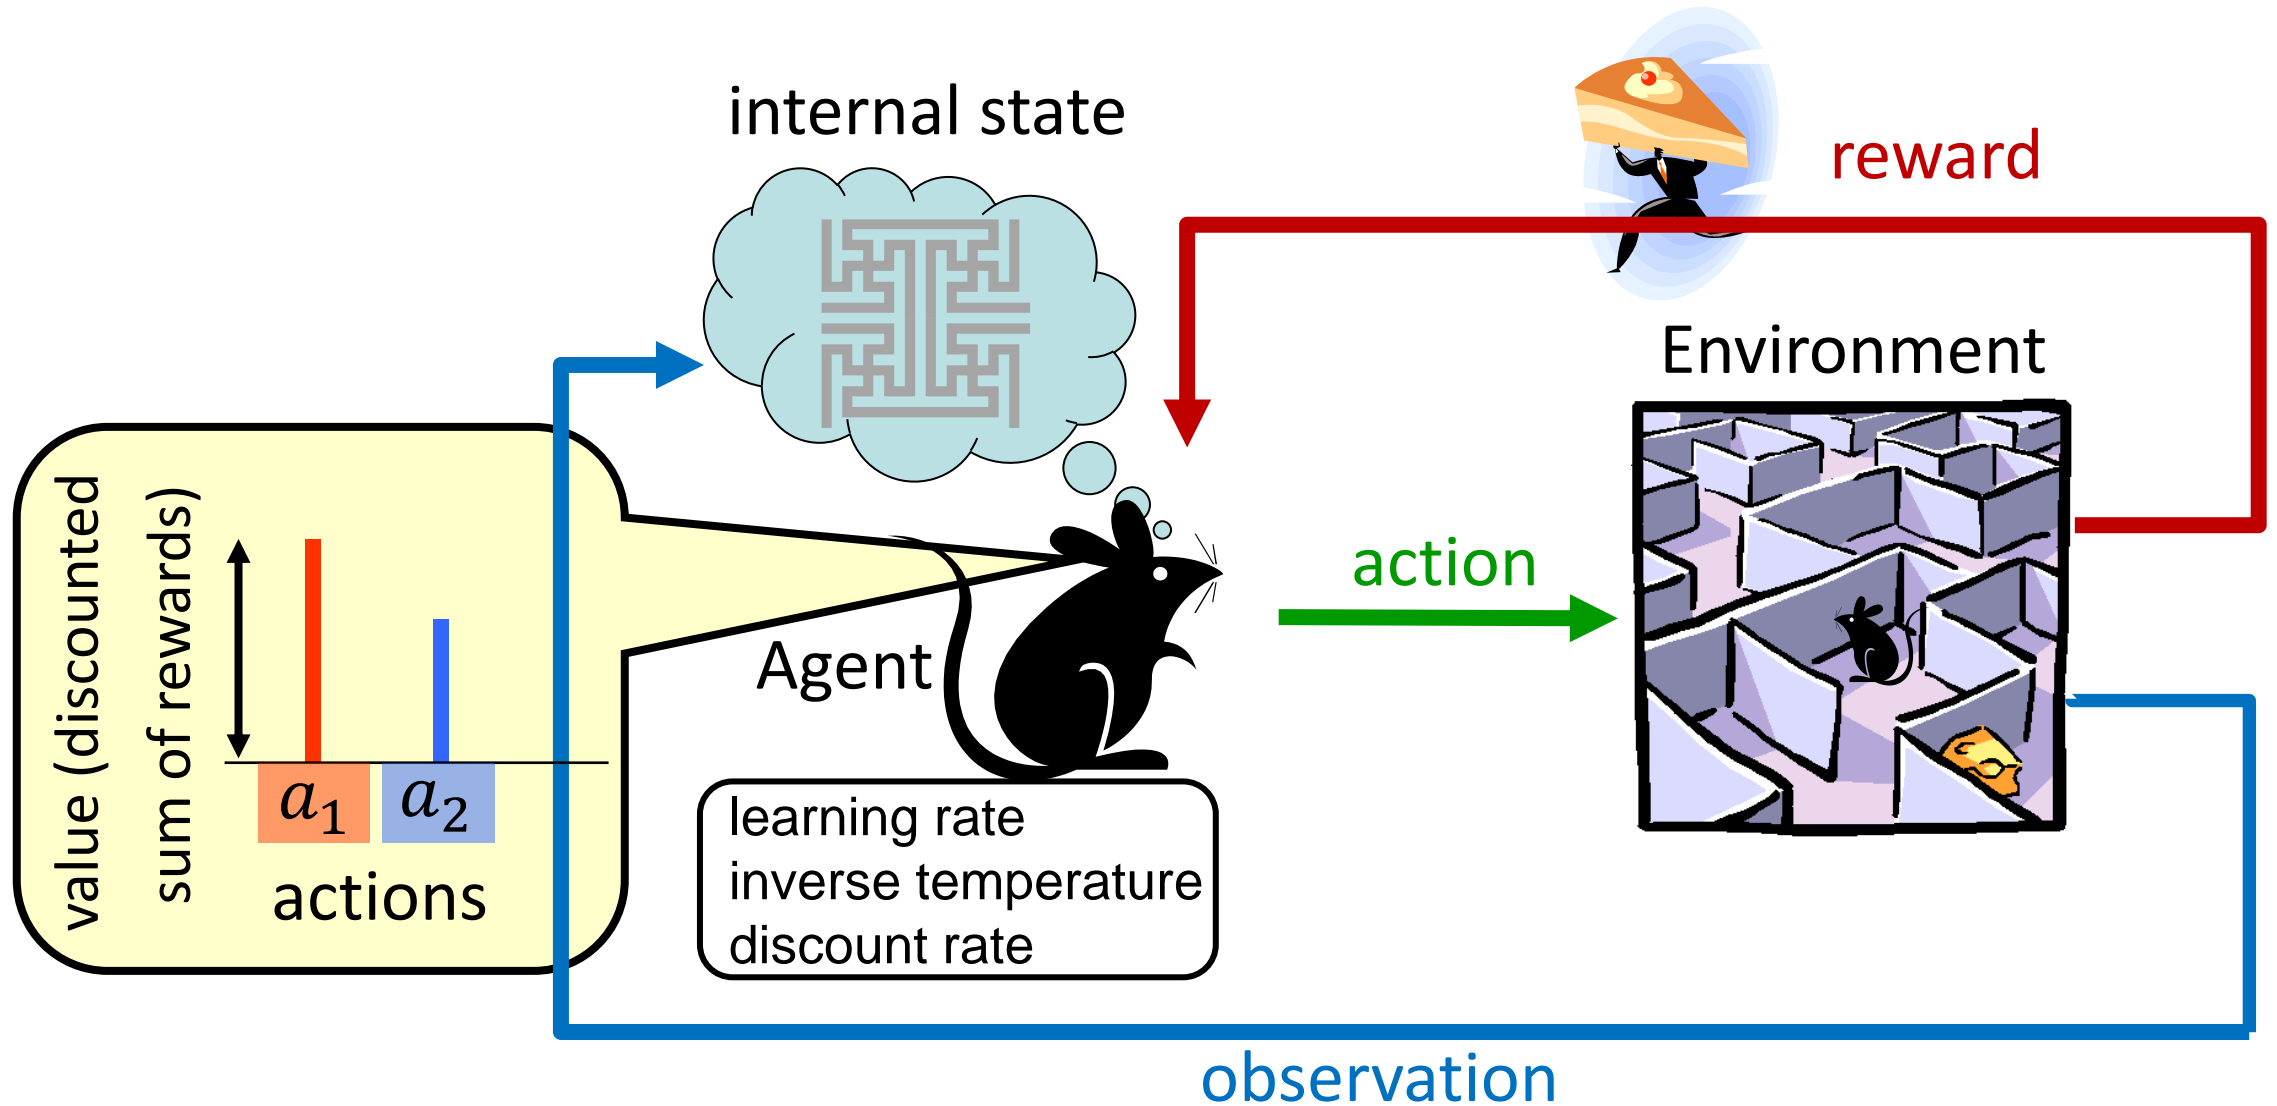 internal state
reward
Environment
value (discounted
sum of rewards)
action
Agent
a₁ a₂
actions
learning rate
inverse temperature
discount rate
observation